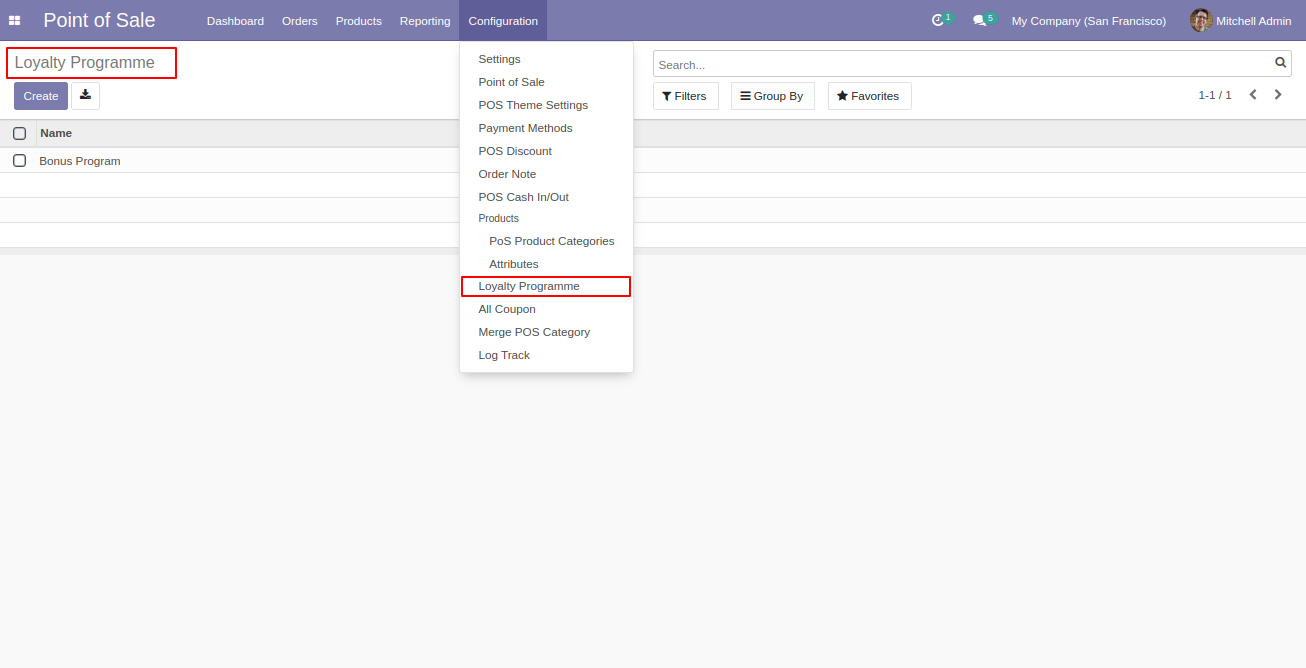 Point of Sale
Dashboard Orders Products Reporting Configuration
1 5 My Company (San Francisco) Mitchell Admin
Loyalty Programme
Create
Search...
Filters Group By Favorites
1-1 / 1
Name
Bonus Program
Settings
Point of Sale
POS Theme Settings
Payment Methods
POS Discount
Order Note
POS Cash In/Out
Products
PoS Product Categories
Attributes
Loyalty Programme
All Coupon
Merge POS Category
Log Track